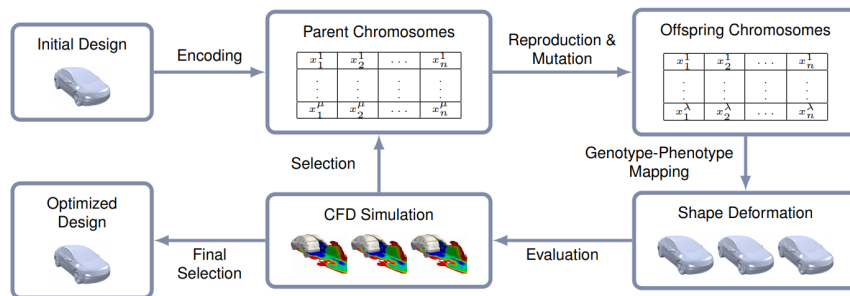 Initial Design
Encoding
Parent Chromosomes
x_1^1 x_2^1 ... x_n^1
. . . .
. . . .
x_1^μ x_2^μ ... x_n^μ
Reproduction &
Mutation
Offspring Chromosomes
x_1^1 x_2^1 ... x_n^1
. . . .
. . . .
x_1^λ x_2^λ ... x_n^λ
Selection
Genotype-Phenotype
Mapping
Optimized
Design
Final
Selection
CFD Simulation
Evaluation
Shape Deformation